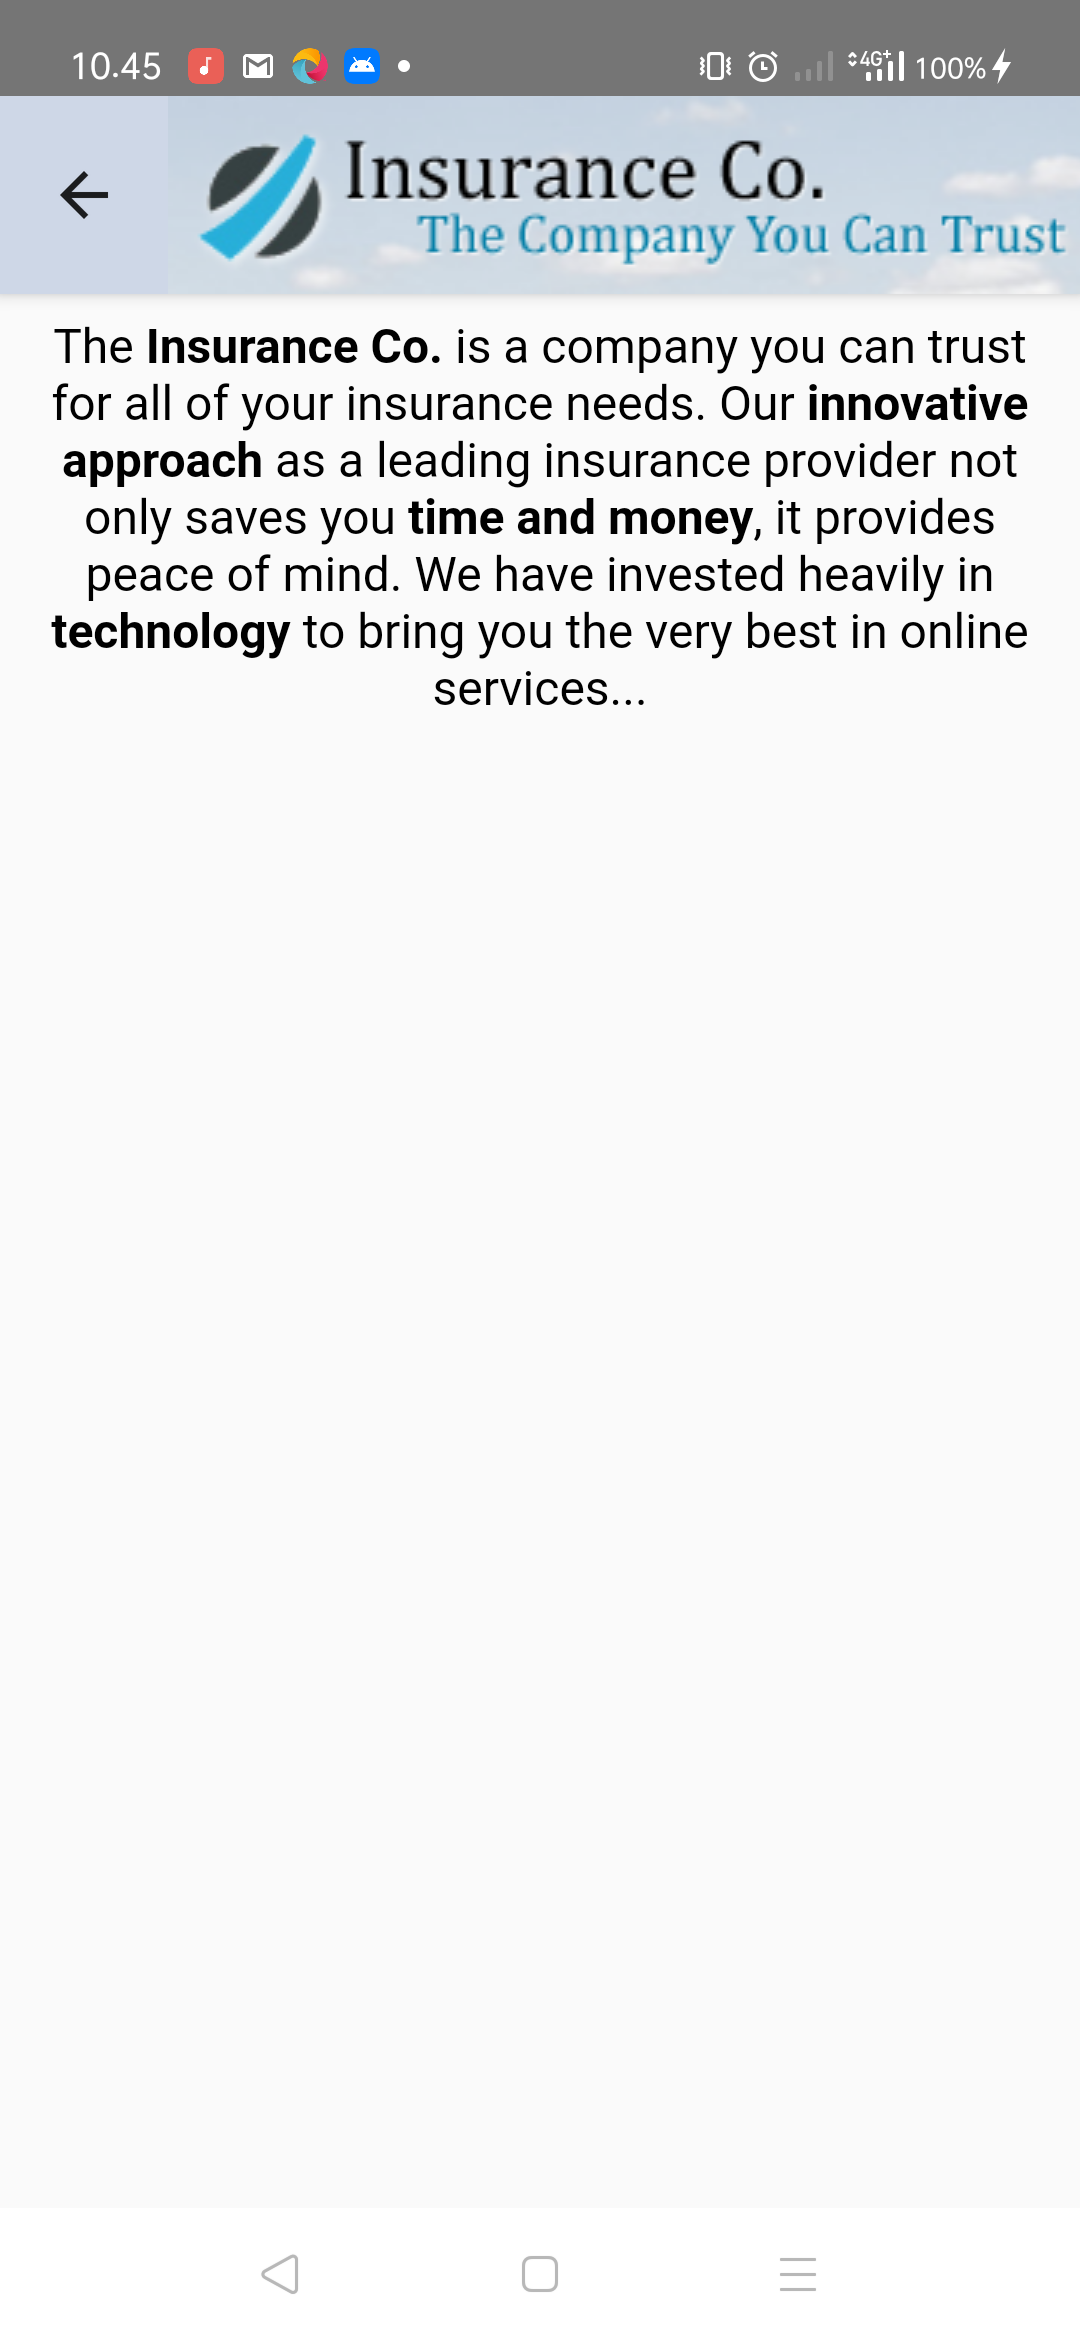 10.45
4G+
100%
Insurance Co.
The Company You Can Trust
The Insurance Co. is a company you can trust
for all of your insurance needs. Our innovative
approach as a leading insurance provider not
only saves you time and money, it provides
peace of mind. We have invested heavily in
technology to bring you the very best in online
services...